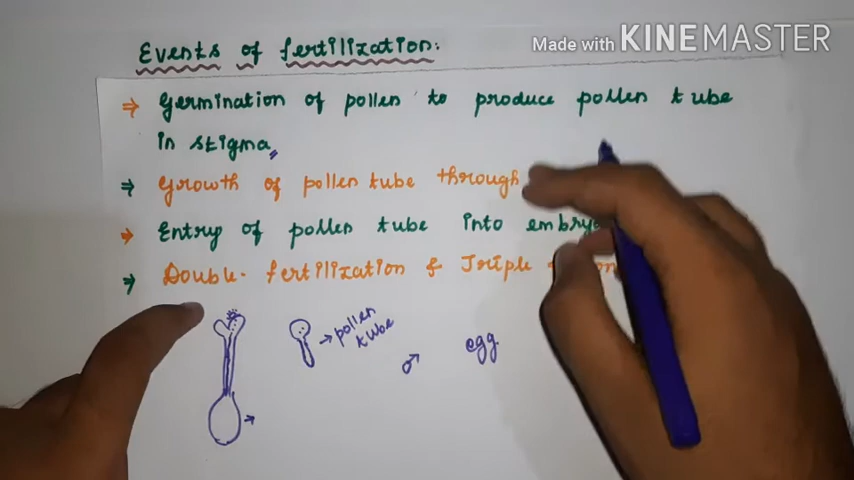 Events of fertilization:
Made with KINEMASTER
⇒ Germination of pollen to produce pollen tube
in stigma,
⇒ Growth of pollen tube through
⇒ Entry of pollen tube into embryo
⇒ Double fertilization & Triple
→ pollen
tube
♂
egg